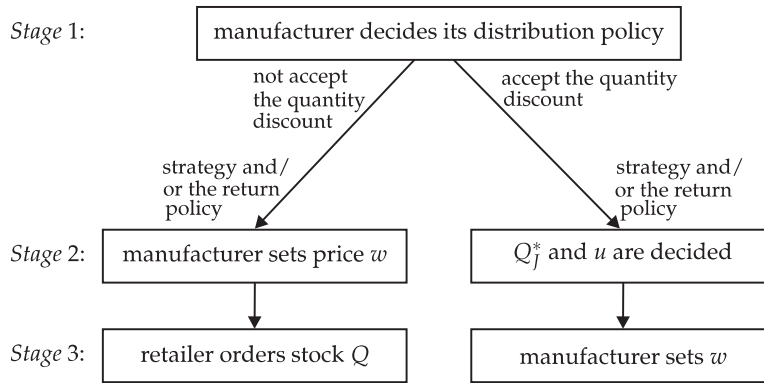 Stage 1:
manufacturer decides its distribution policy
not accept
the quantity
discount
accept the quantity
discount
strategy and/
or the return
policy
strategy and/
or the return
policy
Stage 2:
manufacturer sets price w
Q*J and u are decided
Stage 3:
retailer orders stock Q
manufacturer sets w